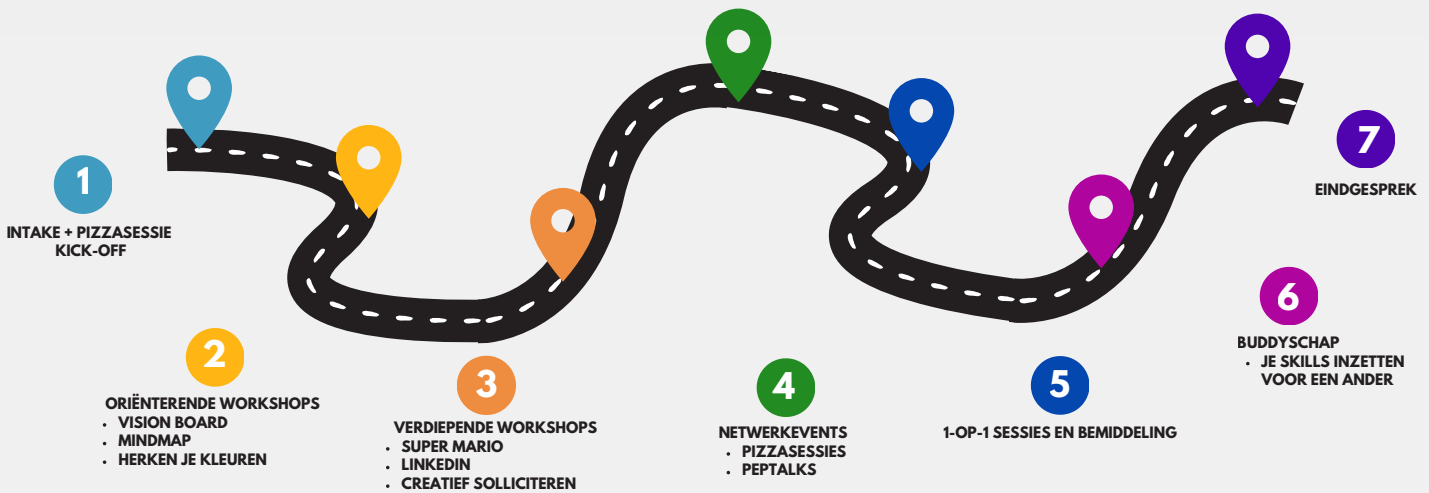 1
INTAKE + PIZZASESSIE
KICK-OFF
2
ORIËNTERENDE WORKSHOPS
• VISION BOARD
• MINDMAP
• HERKEN JE KLEUREN
3
VERDIEPENDE WORKSHOPS
• SUPER MARIO
• LINKEDIN
• CREATIEF SOLLICITEREN
4
NETWERKEVENTS
• PIZZASESSIES
• PEPTALKS
5
1-OP-1 SESSIES EN BEMIDDELING
6
BUDDYSCHAP
• JE SKILLS INZETTEN
VOOR EEN ANDER
7
EINDGESPREK